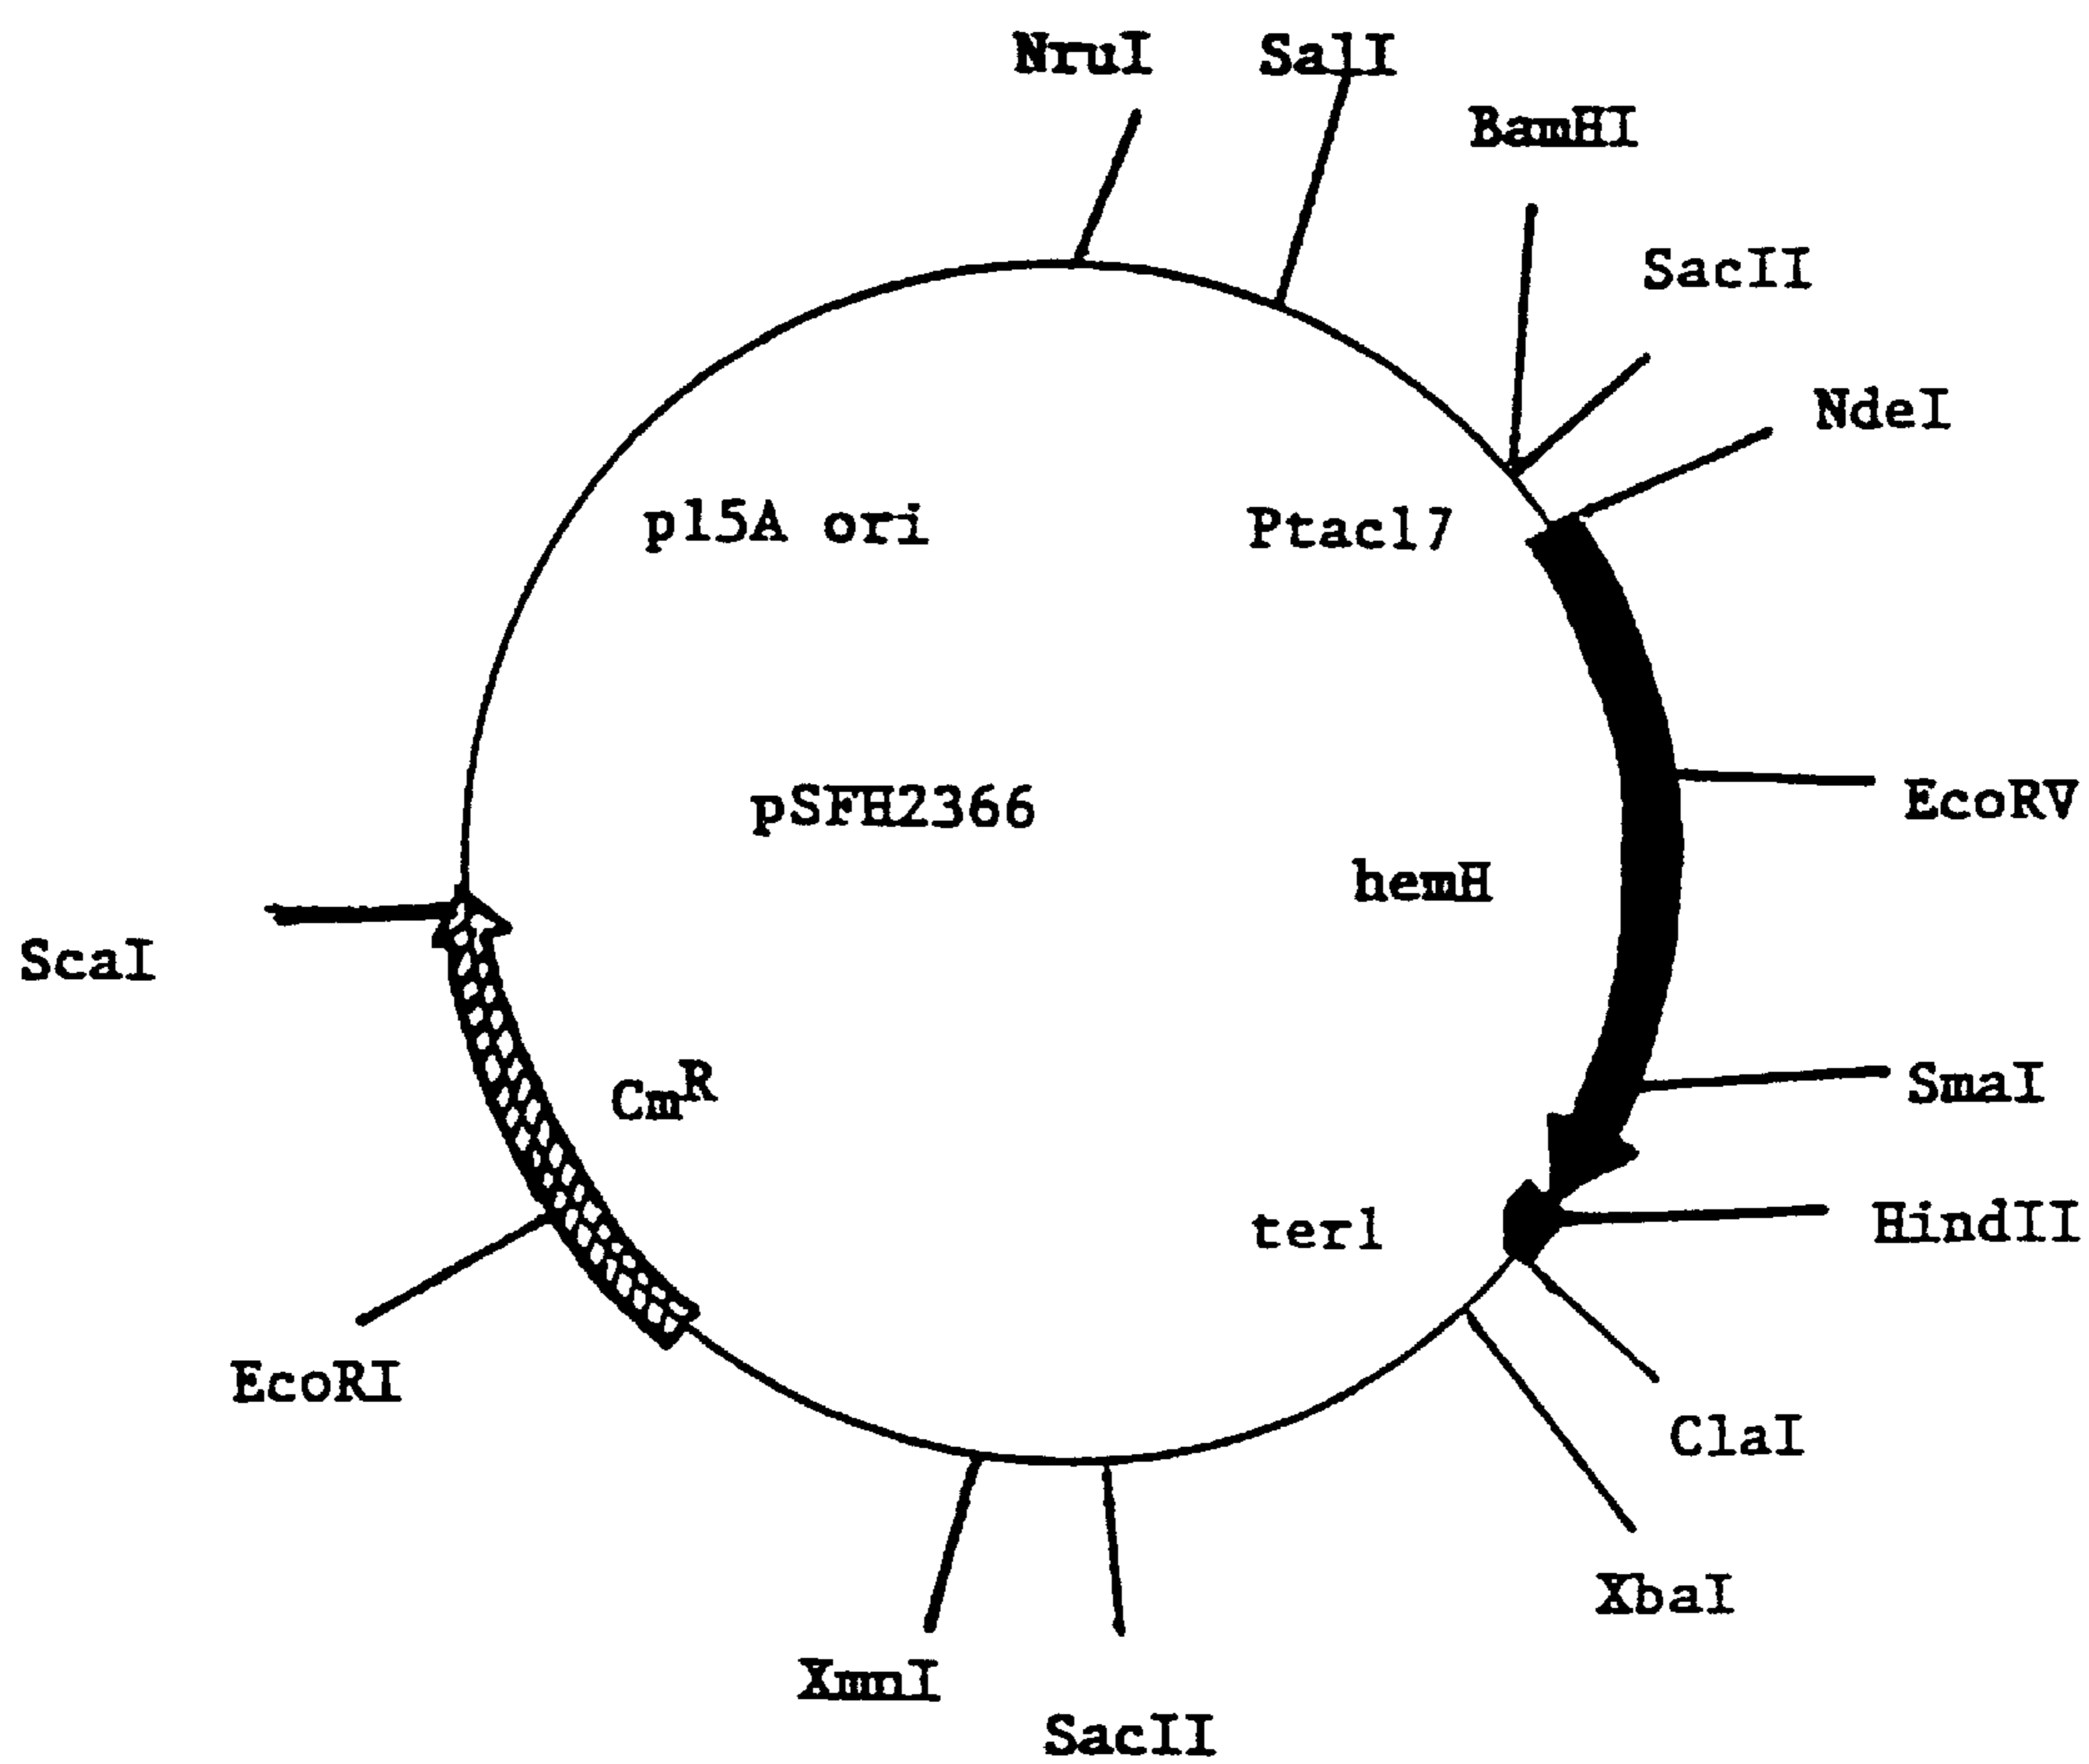 NruI SalI
BamHI
SacII
NdeI
p15A ori Ptac17
EcoRV
pSFH2366
hemH
ScaI
SmaI
CmR
HindII
ter1
EcoRI
ClaI
XbaI
XmnI
SacII